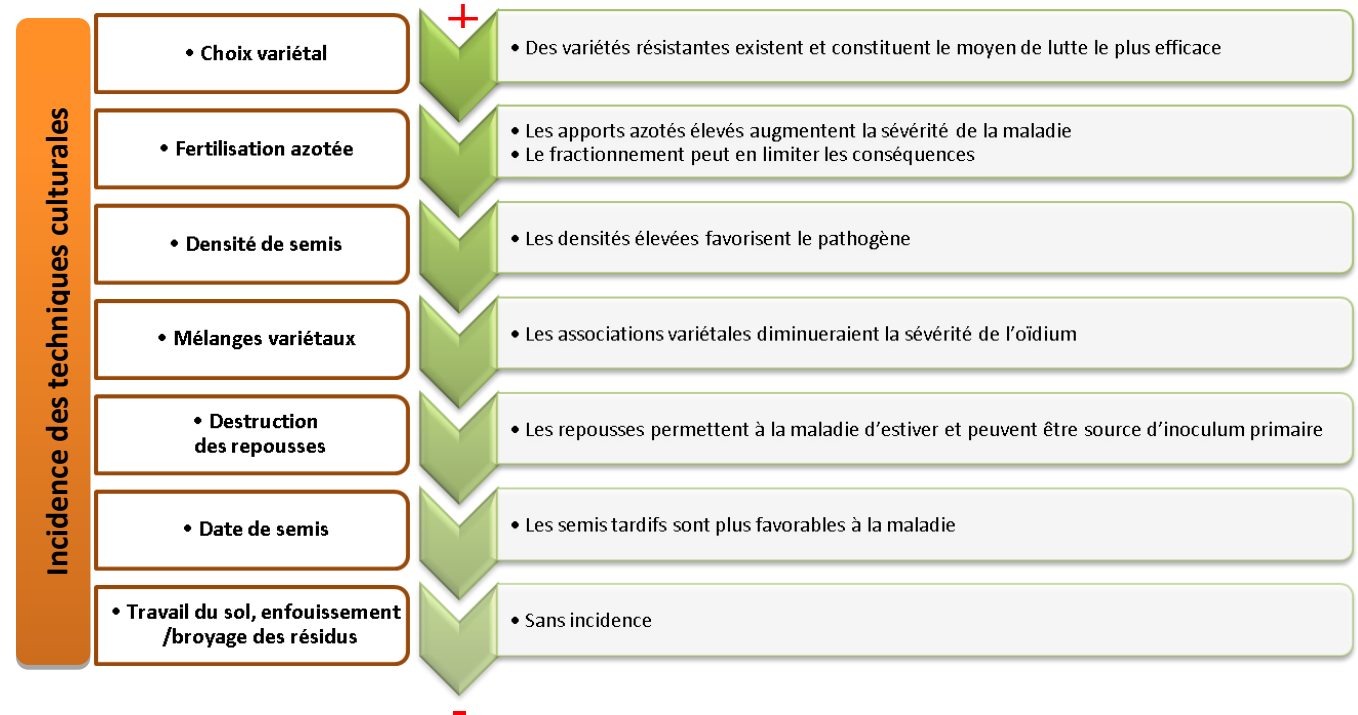 Incidence des techniques culturales
+
• Choix variétal
• Des variétés résistantes existent et constituent le moyen de lutte le plus efficace
• Fertilisation azotée
• Les apports azotés élevés augmentent la sévérité de la maladie
• Le fractionnement peut en limiter les conséquences
• Densité de semis
• Les densités élevées favorisent le pathogène
• Mélanges variétaux
• Les associations variétales diminueraient la sévérité de l'oïdium
• Destruction
des repousses
• Les repousses permettent à la maladie d'estiver et peuvent être source d'inoculum primaire
• Date de semis
• Les semis tardifs sont plus favorables à la maladie
• Travail du sol, enfouissement
/broyage des résidus
• Sans incidence
-